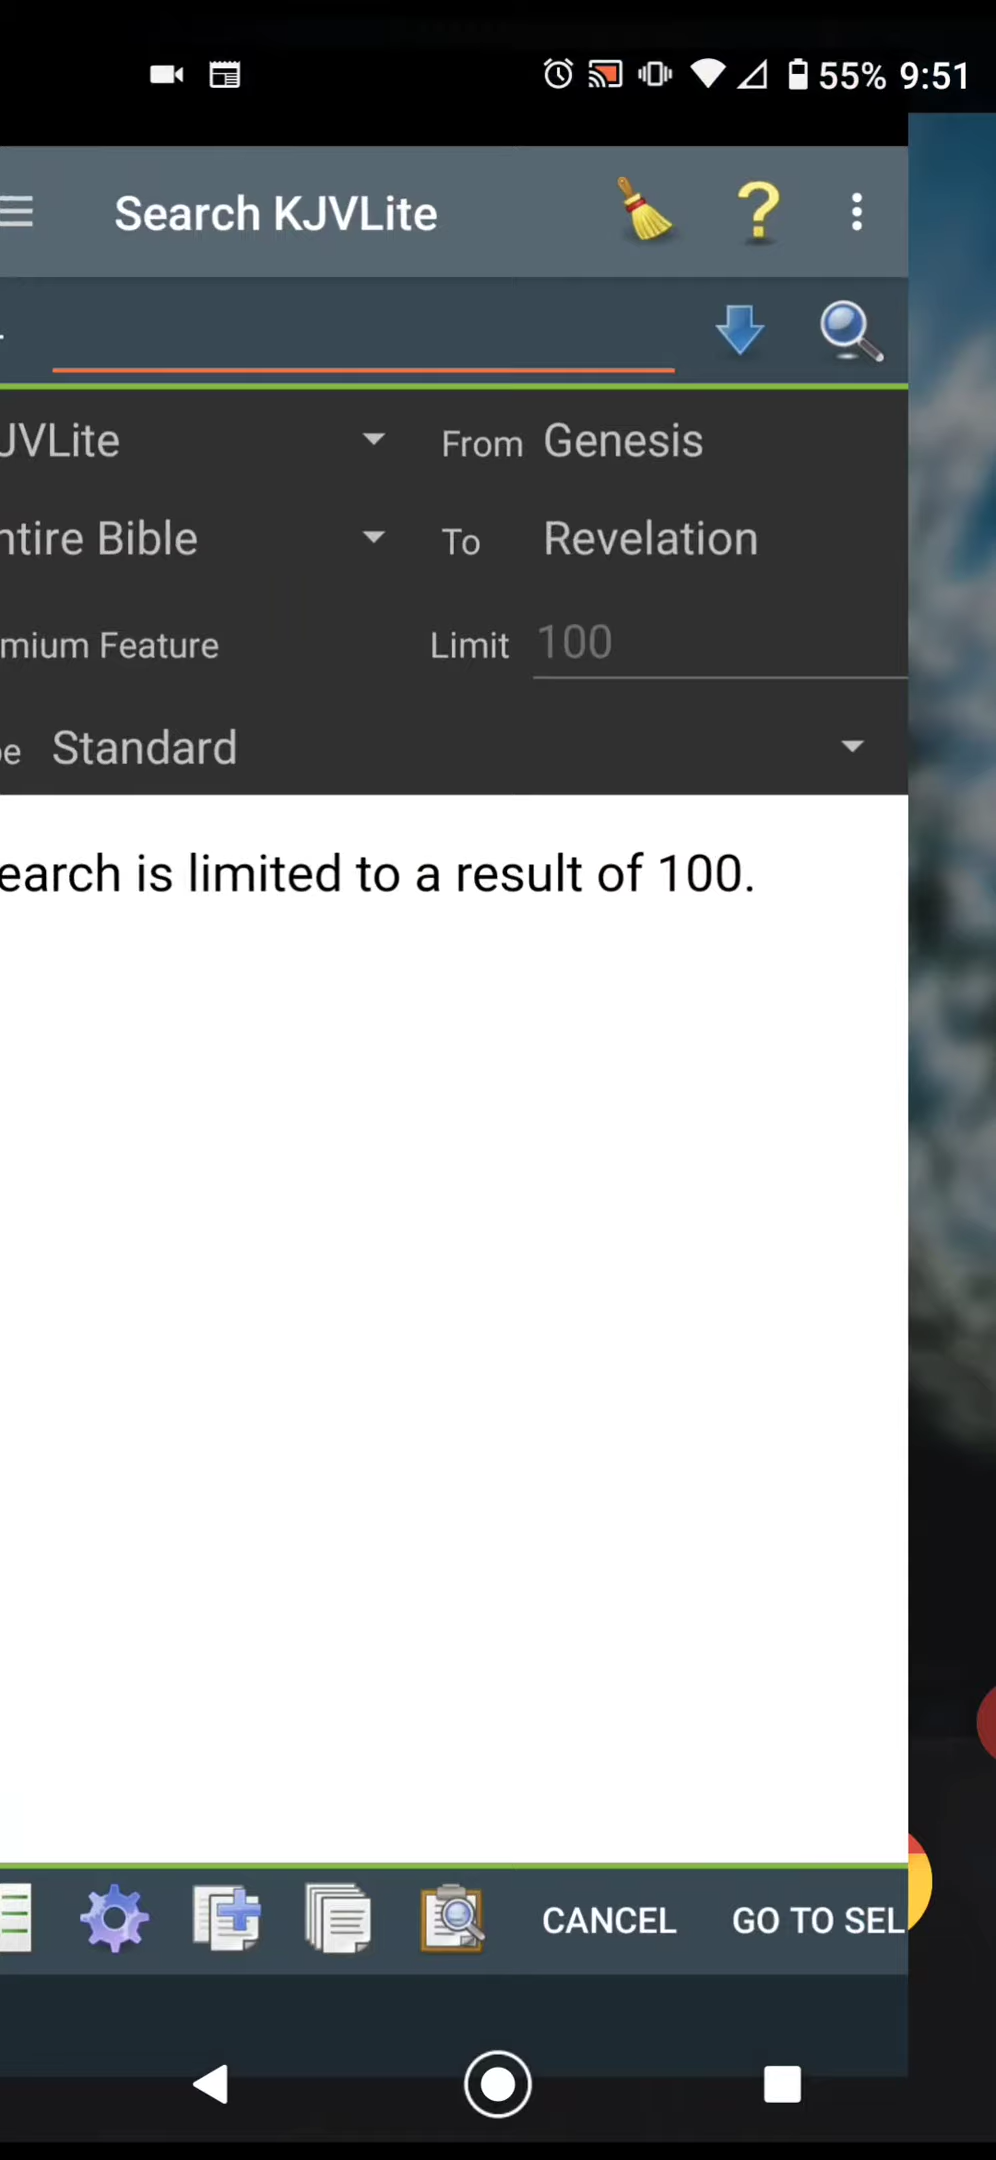 55% 9:51
Search KJVLite
JVLite From Genesis
ntire Bible To Revelation
mium Feature Limit 100
e Standard
earch is limited to a result of 100.
CANCEL GO TO SEL